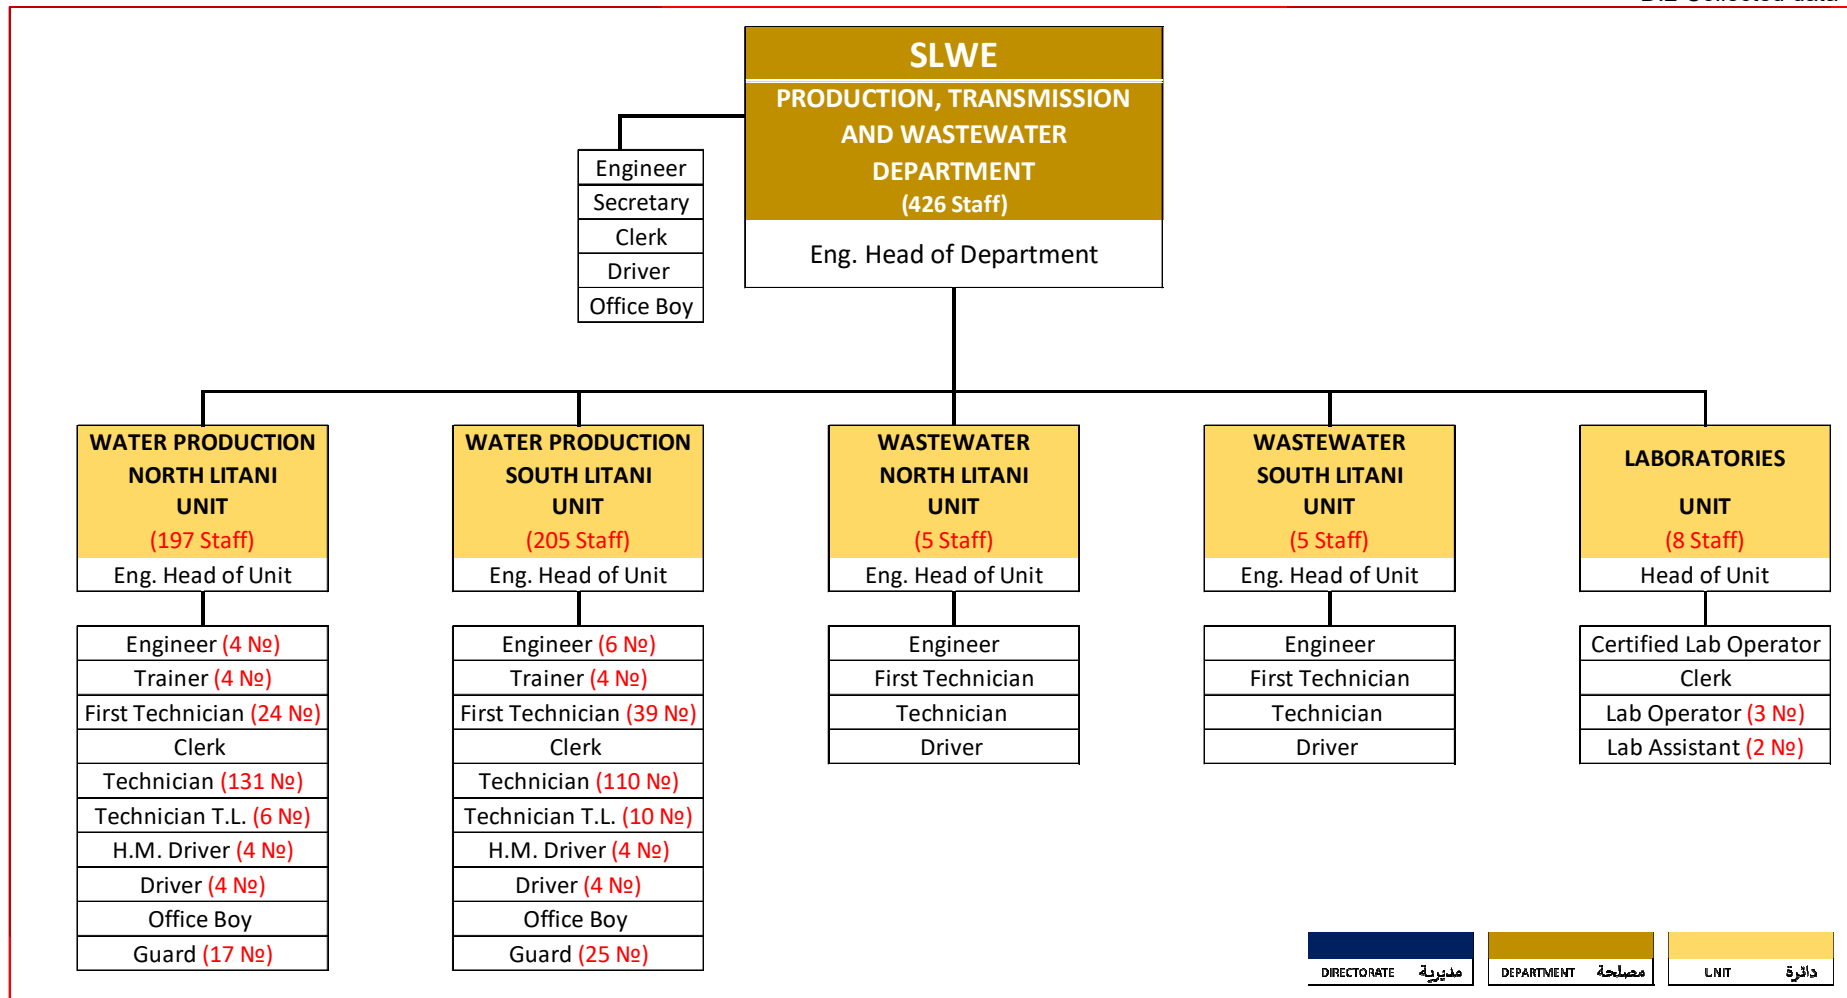 SLWE
PRODUCTION, TRANSMISSION
AND WASTEWATER
DEPARTMENT
(426 Staff)
Eng. Head of Department
Engineer
Secretary
Clerk
Driver
Office Boy
WATER PRODUCTION
NORTH LITANI
UNIT
(197 Staff)
Eng. Head of Unit
Engineer (4 №)
Trainer (4 №)
First Technician (24 №)
Clerk
Technician (131 №)
Technician T.L. (6 №)
H.M. Driver (4 №)
Driver (4 №)
Office Boy
Guard (17 №)
WATER PRODUCTION
SOUTH LITANI
UNIT
(205 Staff)
Eng. Head of Unit
Engineer (6 №)
Trainer (4 №)
First Technician (39 №)
Clerk
Technician (110 №)
Technician T.L. (10 №)
H.M. Driver (4 №)
Driver (4 №)
Office Boy
Guard (25 №)
WASTEWATER
NORTH LITANI
UNIT
(5 Staff)
Eng. Head of Unit
Engineer
First Technician
Technician
Driver
WASTEWATER
SOUTH LITANI
UNIT
(5 Staff)
Eng. Head of Unit
Engineer
First Technician
Technician
Driver
LABORATORIES
UNIT
(8 Staff)
Head of Unit
Certified Lab Operator
Clerk
Lab Operator (3 №)
Lab Assistant (2 №)
DIRECTORATE مديرية
DEPARTMENT مصلحة
UNIT دائرة